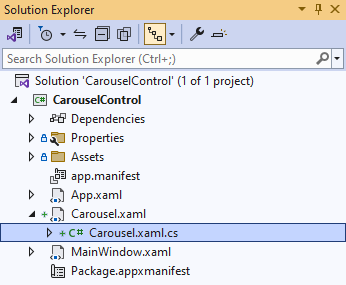 Solution Explorer
Search Solution Explorer (Ctrl+;)
Solution 'CarouselControl' (1 of 1 project)
C# CarouselControl
Dependencies
Properties
Assets
app.manifest
App.xaml
+ Carousel.xaml
+ C# Carousel.xaml.cs
MainWindow.xaml
Package.appxmanifest